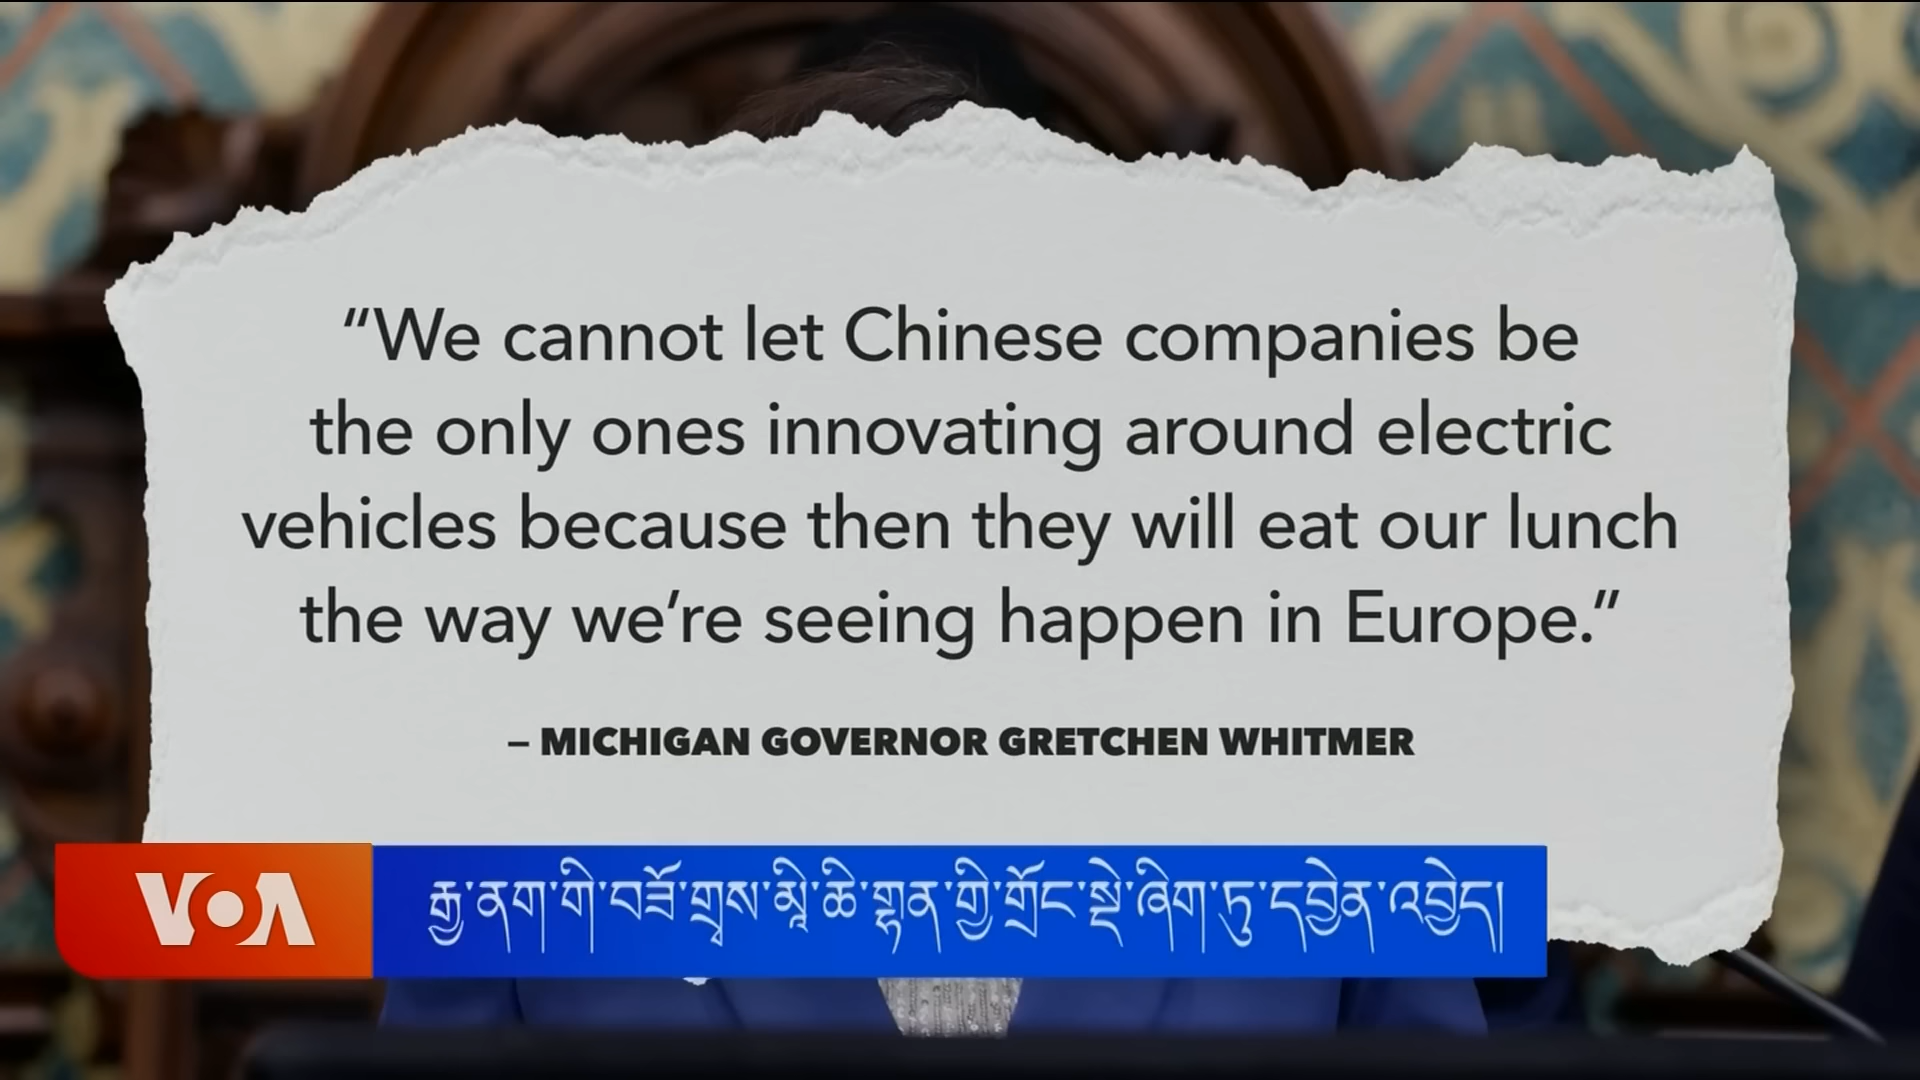 “We cannot let Chinese companies be
the only ones innovating around electric
vehicles because then they will eat our lunch
the way we’re seeing happen in Europe.”
– MICHIGAN GOVERNOR GRETCHEN WHITMER
VOA
རྒྱ་ནག་གི་བཟོ་གྲྭས་མྰི་ཆི་གྷན་གྱི་གྲོང་སྡེ་ཞིག་ཏུ་དབྱེན་འབྱེད།